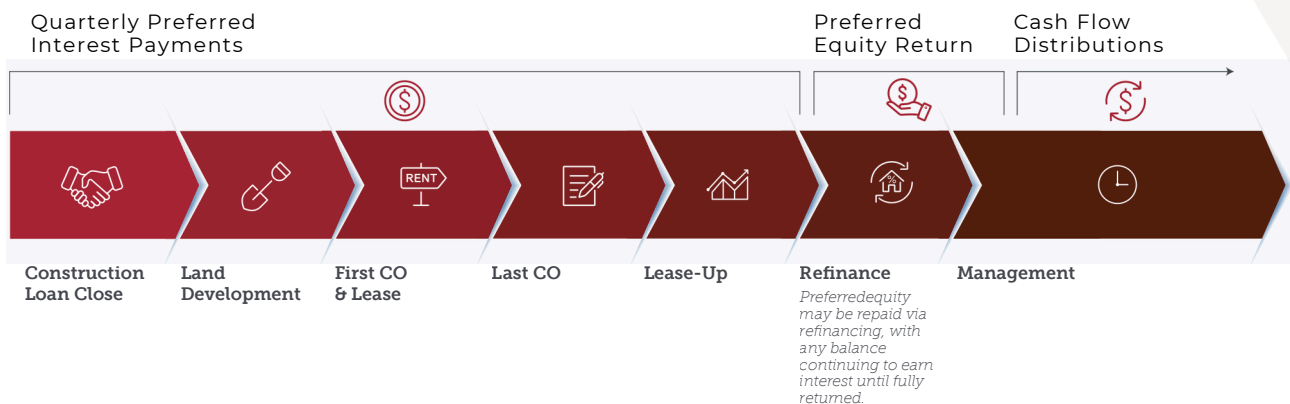 Quarterly Preferred
Interest Payments
Preferred
Equity Return
Cash Flow
Distributions
$
$
$
RENT
%
Construction
Loan Close
Land
Development
First CO
& Lease
Last CO
Lease-Up
Refinance
Preferredequity
may be repaid via
refinancing, with
any balance
continuing to earn
interest until fully
returned.
Management